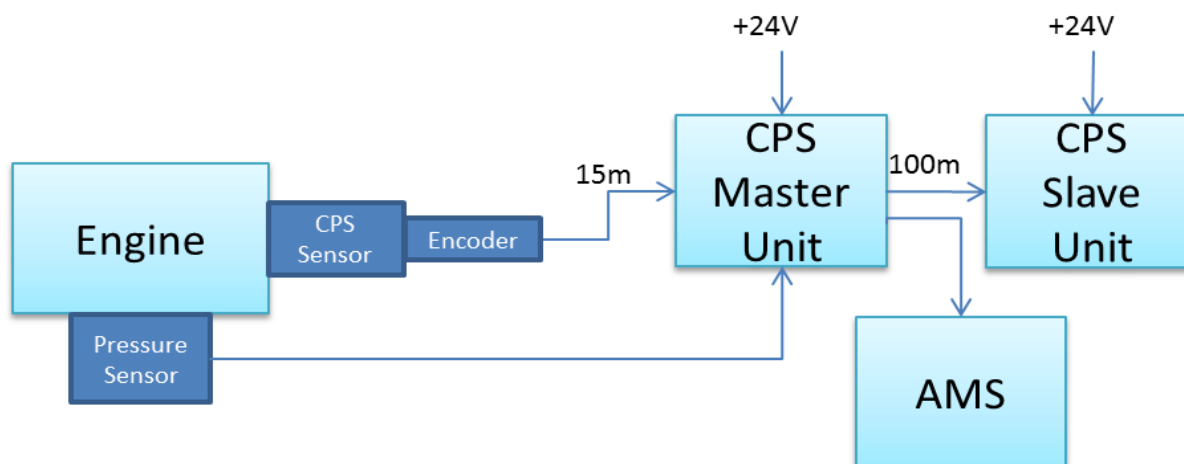 +24V
+24V
CPS
Master
Unit
CPS
Slave
Unit
15m
100m
Engine
CPS
Sensor
Encoder
Pressure
Sensor
AMS